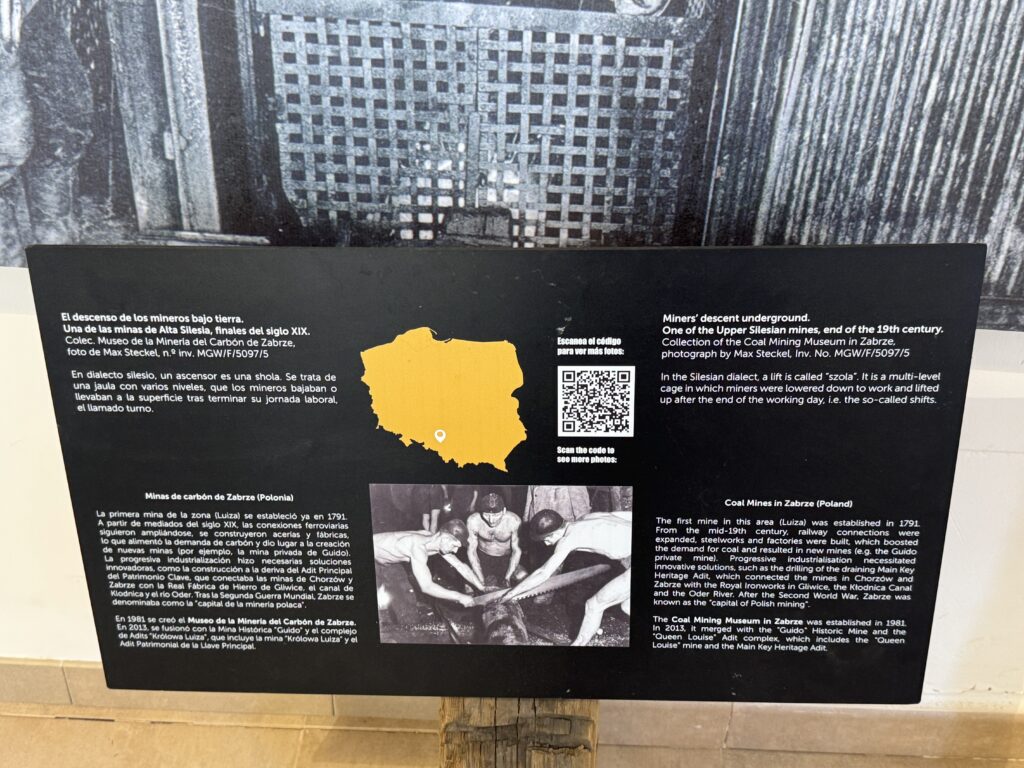 El descenso de los mineros bajo tierra.
Una de las minas de Alta Silesia, finales del siglo XIX.
Colec. Museo de la Minería del Carbón de Zabrze,
foto de Max Steckel, n.º inv. MGW/F/5097/5
En dialecto silesio, un ascensor es una shola. Se trata de
una jaula con varios niveles, que los mineros bajaban o
llevaban a la superficie tras terminar su jornada laboral,
el llamado turno.
Escanea el código
para ver más fotos:
Scan the code to
see more photos:
Miners' descent underground.
One of the Upper Silesian mines, end of the 19th century.
Collection of the Coal Mining Museum in Zabrze,
photograph by Max Steckel, Inv. No. MGW/F/5097/5
In the Silesian dialect, a lift is called "szola". It is a multi-level
cage in which miners were lowered down to work and lifted
up after the end of the working day, i.e. the so-called shifts.
Minas de carbón de Zabrze (Polonia)
La primera mina de la zona (Luiza) se estableció ya en 1791.
A partir de mediados del siglo XIX, las conexiones ferroviarias
siguieron ampliándose, se construyeron acerías y fábricas,
lo que alimentó la demanda de carbón y dio lugar a la creación
de nuevas minas (por ejemplo, la mina privada de Guido).
La progresiva industrialización hizo necesarias soluciones
innovadoras, como la construcción a la deriva del Adit Principal
del Patrimonio Clave, que conectaba las minas de Chorzów y
Zabrze con la Real Fábrica de Hierro de Gliwice, el canal de
Kłodnica y el río Oder. Tras la Segunda Guerra Mundial, Zabrze se
denominaba como la "capital de la minería polaca".
En 1981 se creó el Museo de la Minería del Carbón de Zabrze.
En 2013, se fusionó con la Mina Histórica "Guido" y el complejo
de Adits "Królowa Luiza", que incluye la mina "Królowa Luiza" y el
Adit Patrimonial de la Llave Principal.
Coal Mines in Zabrze (Poland)
The first mine in this area (Luiza) was established in 1791.
From the mid-19th century, railway connections were
expanded, steelworks and factories were built, which boosted
the demand for coal and resulted in new mines (e.g. the Guido
private mine). Progressive industrialisation necessitated
innovative solutions, such as the drilling of the draining Main Key
Heritage Adit, which connected the mines in Chorzów and
Zabrze with the Royal Ironworks in Gliwice, the Kłodnica Canal
and the Oder River. After the Second World War, Zabrze was
known as the "capital of Polish mining".
The Coal Mining Museum in Zabrze was established in 1981.
In 2013, it merged with the "Guido" Historic Mine and the
"Queen Louise" Adit complex, which includes the "Queen
Louise" mine and the Main Key Heritage Adit.